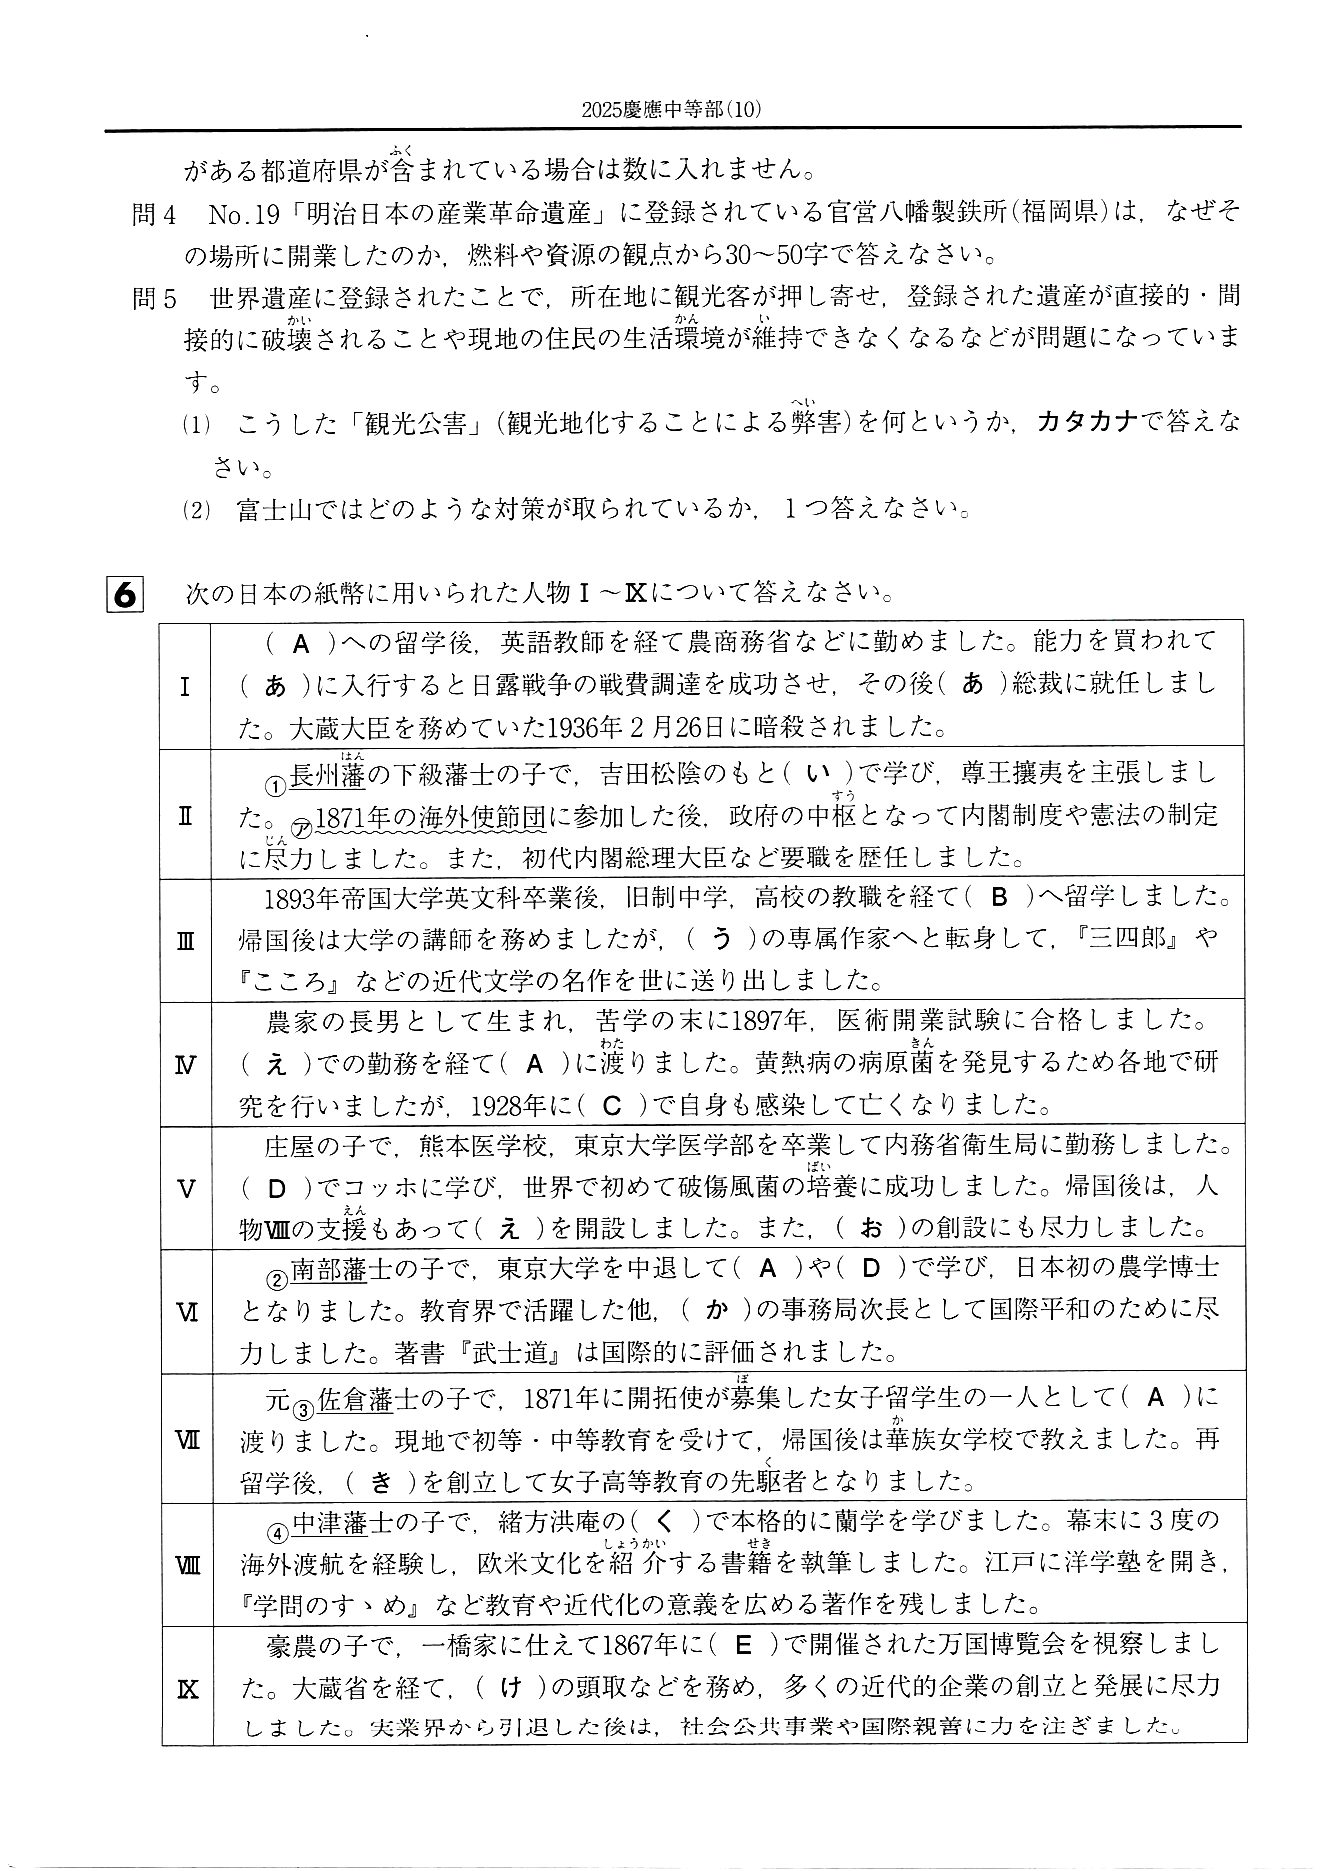 2025慶應中等部(10)
がある都道府県が含まれている場合は数に入れません。
問4 No.19「明治日本の産業革命遺産」に登録されている官営八幡製鉄所(福岡県)は，なぜそ
の場所に開業したのか，燃料や資源の観点から30〜50字で答えなさい。
問5 世界遺産に登録されたことで，所在地に観光客が押し寄せ，登録された遺産が直接的・間
接的に破壊されることや現地の住民の生活環境が維持できなくなるなどが問題になっていま
す。
(1) こうした「観光公害」(観光地化することによる弊害)を何というか，カタカナで答えな
さい。
(2) 富士山ではどのような対策が取られているか，1つ答えなさい。
6 次の日本の紙幣に用いられた人物Ⅰ〜Ⅸについて答えなさい。
Ⅰ
( A )への留学後，英語教師を経て農商務省などに勤めました。能力を買われて
( あ )に入行すると日露戦争の戦費調達を成功させ，その後( あ )総裁に就任しまし
た。大蔵大臣を務めていた1936年2月26日に暗殺されました。
Ⅱ
①長州藩の下級藩士の子で，吉田松陰のもと( い )で学び，尊王攘夷を主張しまし
た。㋐1871年の海外使節団に参加した後，政府の中枢となって内閣制度や憲法の制定
に尽力しました。また，初代内閣総理大臣など要職を歴任しました。
Ⅲ
1893年帝国大学英文科卒業後，旧制中学，高校の教職を経て( B )へ留学しました。
帰国後は大学の講師を務めましたが，( う )の専属作家へと転身して，『三四郎』や
『こころ』などの近代文学の名作を世に送り出しました。
Ⅳ
農家の長男として生まれ，苦学の末に1897年，医術開業試験に合格しました。
( え )での勤務を経て( A )に渡りました。黄熱病の病原菌を発見するため各地で研
究を行いましたが，1928年に( C )で自身も感染して亡くなりました。
Ⅴ
庄屋の子で，熊本医学校，東京大学医学部を卒業して内務省衛生局に勤務しました。
( D )でコッホに学び，世界で初めて破傷風菌の培養に成功しました。帰国後は，人
物Ⅷの支援もあって( え )を開設しました。また，( お )の創設にも尽力しました。
Ⅵ
②南部藩士の子で，東京大学を中退して( A )や( D )で学び，日本初の農学博士
となりました。教育界で活躍した他，( か )の事務局次長として国際平和のために尽
力しました。著書『武士道』は国際的に評価されました。
Ⅶ
元③佐倉藩士の子で，1871年に開拓使が募集した女子留学生の一人として( A )に
渡りました。現地で初等・中等教育を受けて，帰国後は華族女学校で教えました。再
留学後，( き )を創立して女子高等教育の先駆者となりました。
Ⅷ
④中津藩士の子で，緒方洪庵の( く )で本格的に蘭学を学びました。幕末に3度の
海外渡航を経験し，欧米文化を紹介する書籍を執筆しました。江戸に洋学塾を開き，
『学問のすゝめ』など教育や近代化の意義を広める著作を残しました。
Ⅸ
豪農の子で，一橋家に仕えて1867年に( E )で開催された万国博覧会を視察しまし
た。大蔵省を経て，( け )の頭取などを務め，多くの近代的企業の創立と発展に尽力
しました。実業界から引退した後は，社会公共事業や国際親善に力を注ぎました。